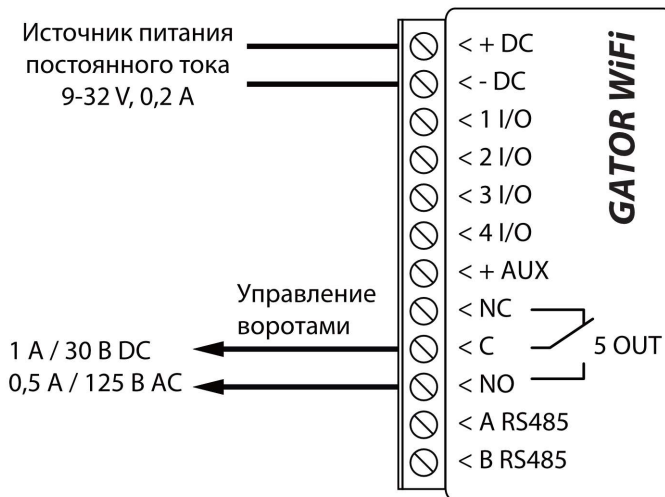 Источник питания
постоянного тока
9-32 V, 0,2 A
Управление
воротами
1 A / 30 В DC
0,5 A / 125 В AC
< + DC
< - DC
< 1 I/O
< 2 I/O
< 3 I/O
< 4 I/O
< + AUX
< NC
< C
< NO
< A RS485
< B RS485
5 OUT
GATOR WiFi